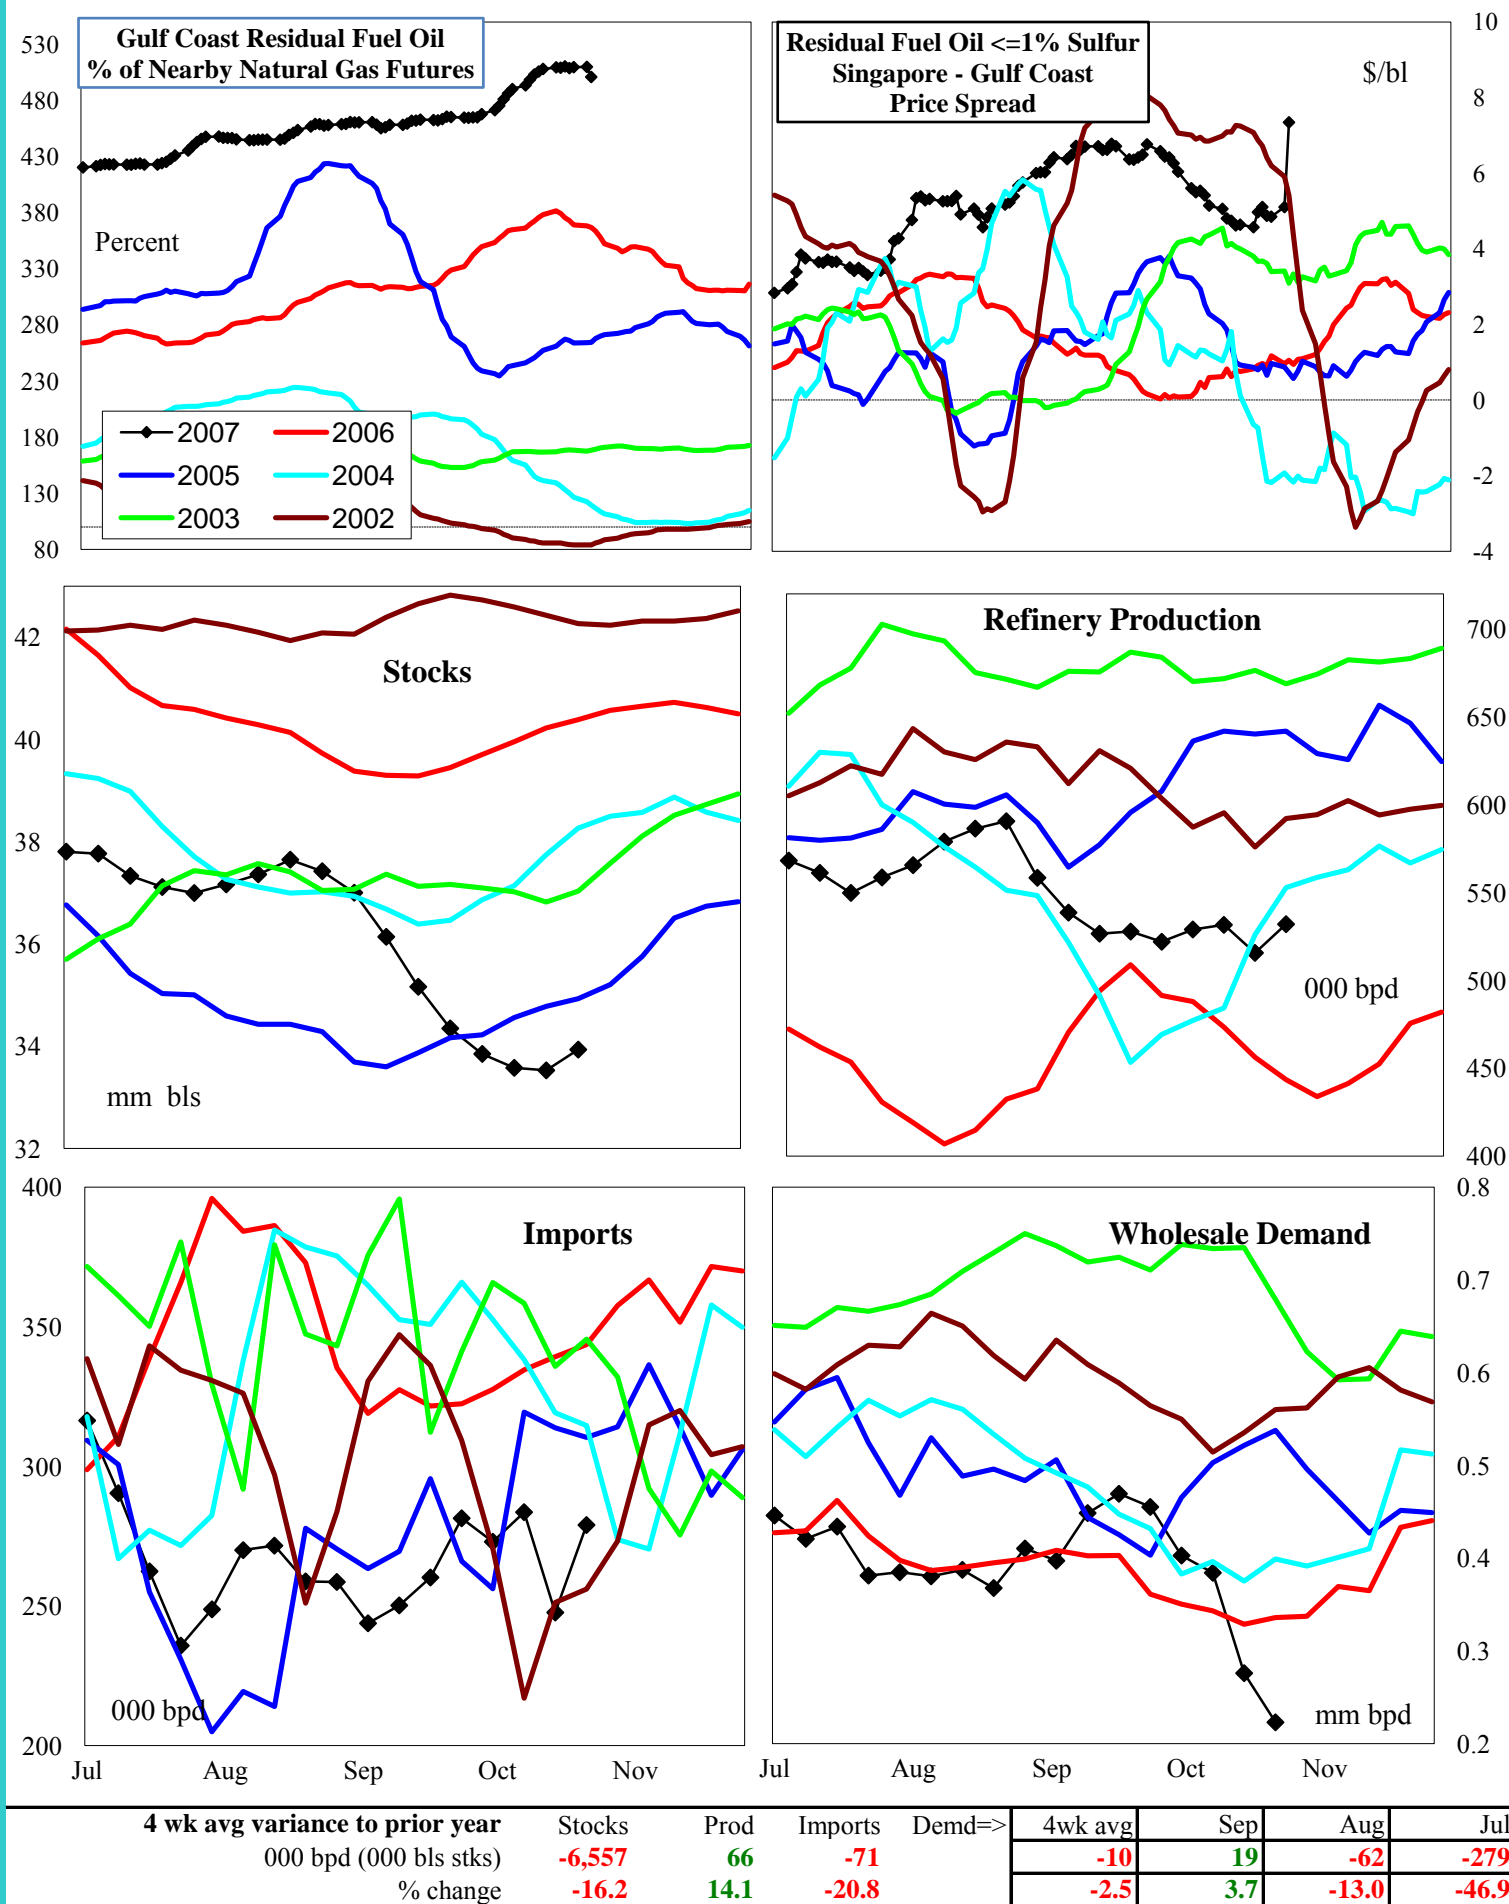 Gulf Coast Residual Fuel Oil
% of Nearby Natural Gas Futures
530
480
430
380
330
280
230
180
130
80
Percent
2007 2006
2005 2004
2003 2002
Residual Fuel Oil <=1% Sulfur
Singapore - Gulf Coast
Price Spread
$/bl
10
8
6
4
2
0
-2
-4
Stocks
42
40
38
36
34
32
mm bls
Refinery Production
700
650
600
550
500
450
400
000 bpd
Imports
400
350
300
250
200
000 bpd
Jul Aug Sep Oct Nov
Wholesale Demand
0.8
0.7
0.6
0.5
0.4
0.3
0.2
mm bpd
Jul Aug Sep Oct Nov
4 wk avg variance to prior year Stocks Prod Imports Demd=> 4wk avg Sep Aug Jul
000 bpd (000 bls stks) -6,557 66 -71 -10 19 -62 -279
% change -16.2 14.1 -20.8 -2.5 3.7 -13.0 -46.9